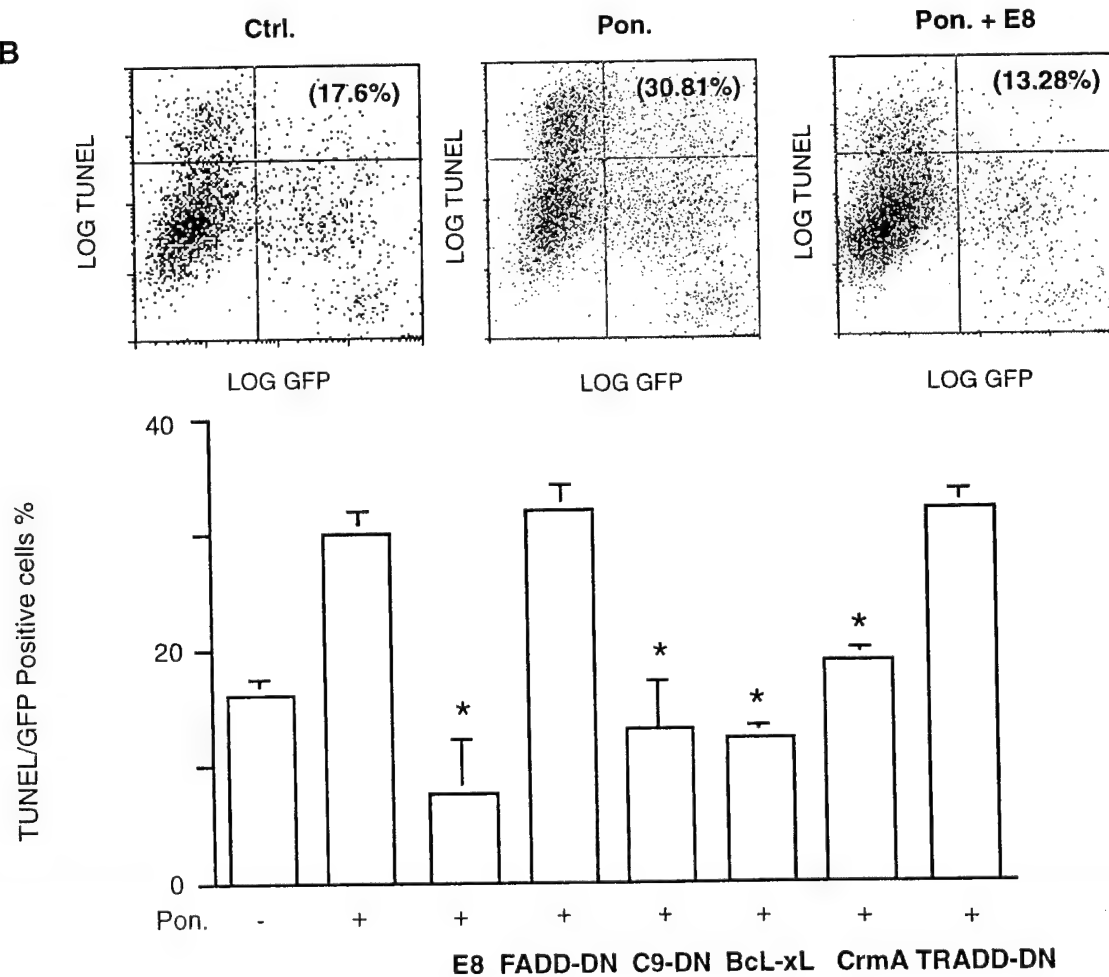 B
Ctrl.
Pon.
Pon. + E8
(17.6%)
(30.81%)
(13.28%)
LOG TUNEL
LOG TUNEL
LOG TUNEL
LOG GFP
LOG GFP
LOG GFP
TUNEL/GFP Positive cells %
40
20
0
*
*
*
*
Pon. - + + + + + + +
E8 FADD-DN C9-DN BcL-xL CrmA TRADD-DN